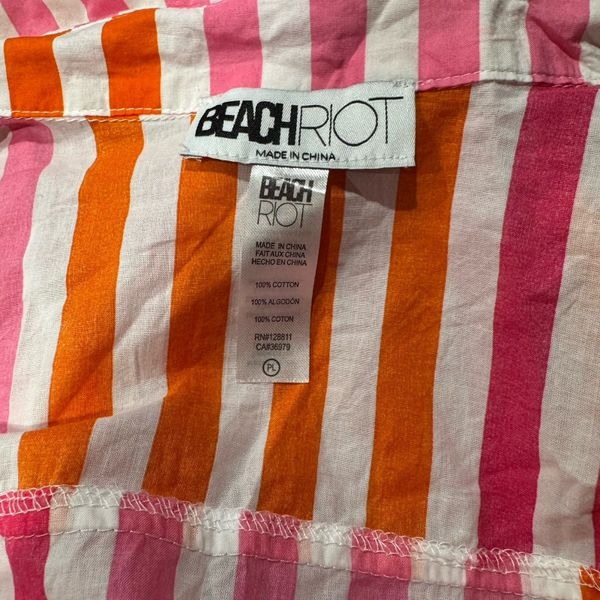 BEACHRIOT
MADE IN CHINA
BEACH
RIOT
MADE IN CHINA
FAIT AUX CHINA
HECHO EN CHINA
100% COTTON
100% ALGODÓN
100% COTON
RN#128811
CA#36979
PL